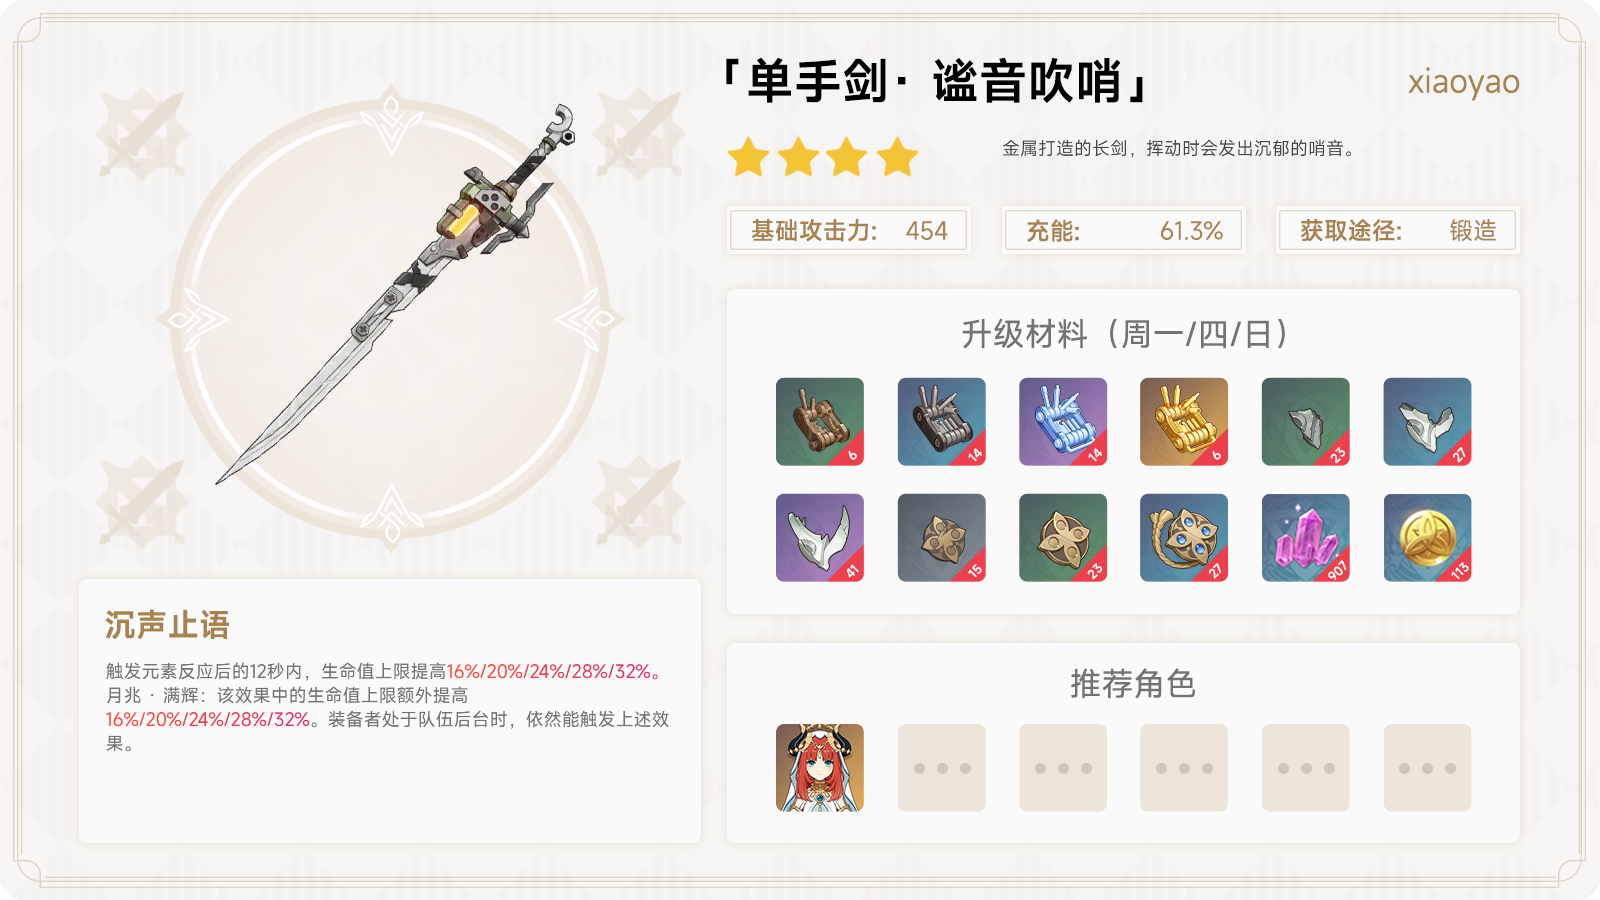 「单手剑· 谧音吹哨」
xiaoyao
金属打造的长剑，挥动时会发出沉郁的哨音。
基础攻击力: 454
充能: 61.3%
获取途径: 锻造
升级材料（周一/四/日）
6 14 14 6 23 27
41 15 23 27 907 113
沉声止语
触发元素反应后的12秒内，生命值上限提高16%/20%/24%/28%/32%。
月兆 · 满辉：该效果中的生命值上限额外提高
16%/20%/24%/28%/32%。装备者处于队伍后台时，依然能触发上述效
果。
推荐角色